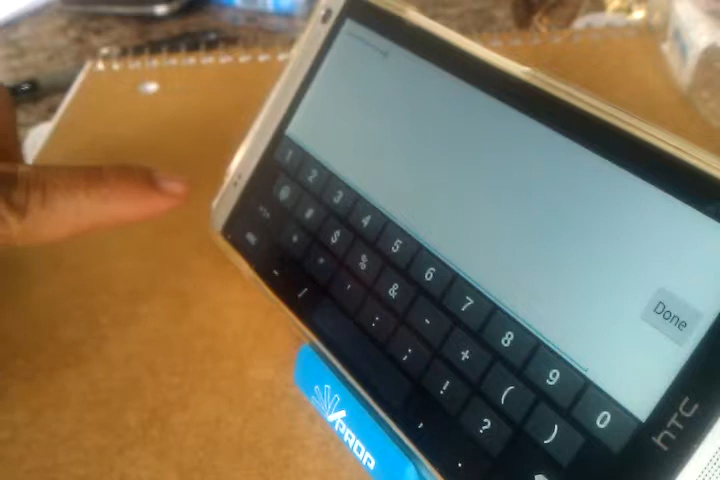 1 2 3 4 5 6 7 8 9 0
@ # $ % & - + ( )
* " ' : ; ! ?
, .
Done
hTC
PROP